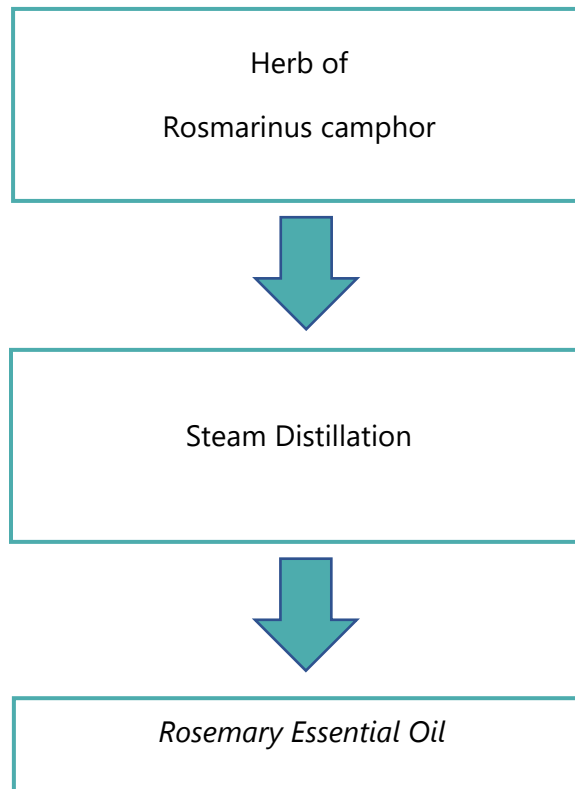 Herb of
Rosmarinus camphor
Steam Distillation
Rosemary Essential Oil